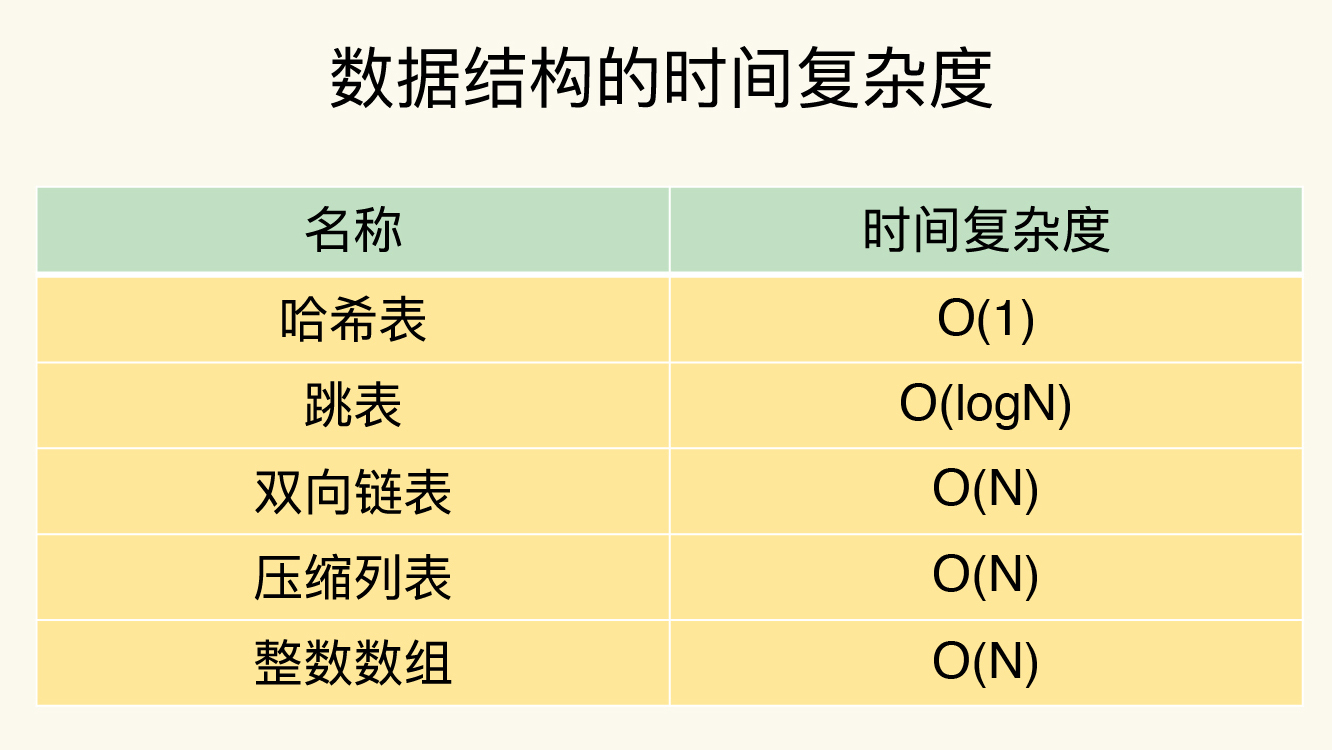 数据结构的时间复杂度
名称 时间复杂度
哈希表 O(1)
跳表 O(logN)
双向链表 O(N)
压缩列表 O(N)
整数数组 O(N)